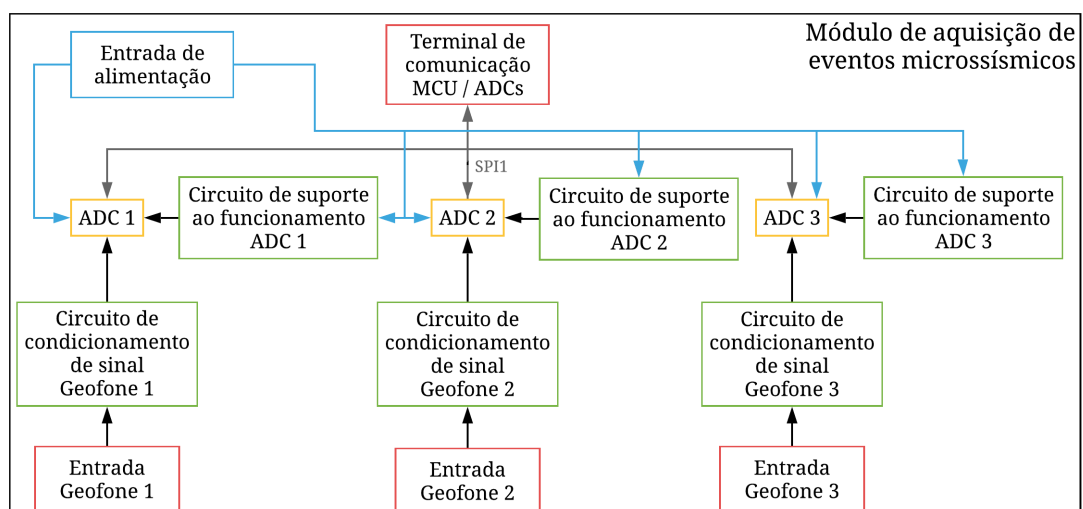 Módulo de aquisição de
eventos microssísmicos
Entrada de
alimentação
Terminal de
comunicação
MCU / ADCs
SPI1
ADC 1
Circuito de suporte
ao funcionamento
ADC 1
ADC 2
Circuito de suporte
ao funcionamento
ADC 2
ADC 3
Circuito de suporte
ao funcionamento
ADC 3
Circuito de
condicionamento
de sinal
Geofone 1
Circuito de
condicionamento
de sinal
Geofone 2
Circuito de
condicionamento
de sinal
Geofone 3
Entrada
Geofone 1
Entrada
Geofone 2
Entrada
Geofone 3